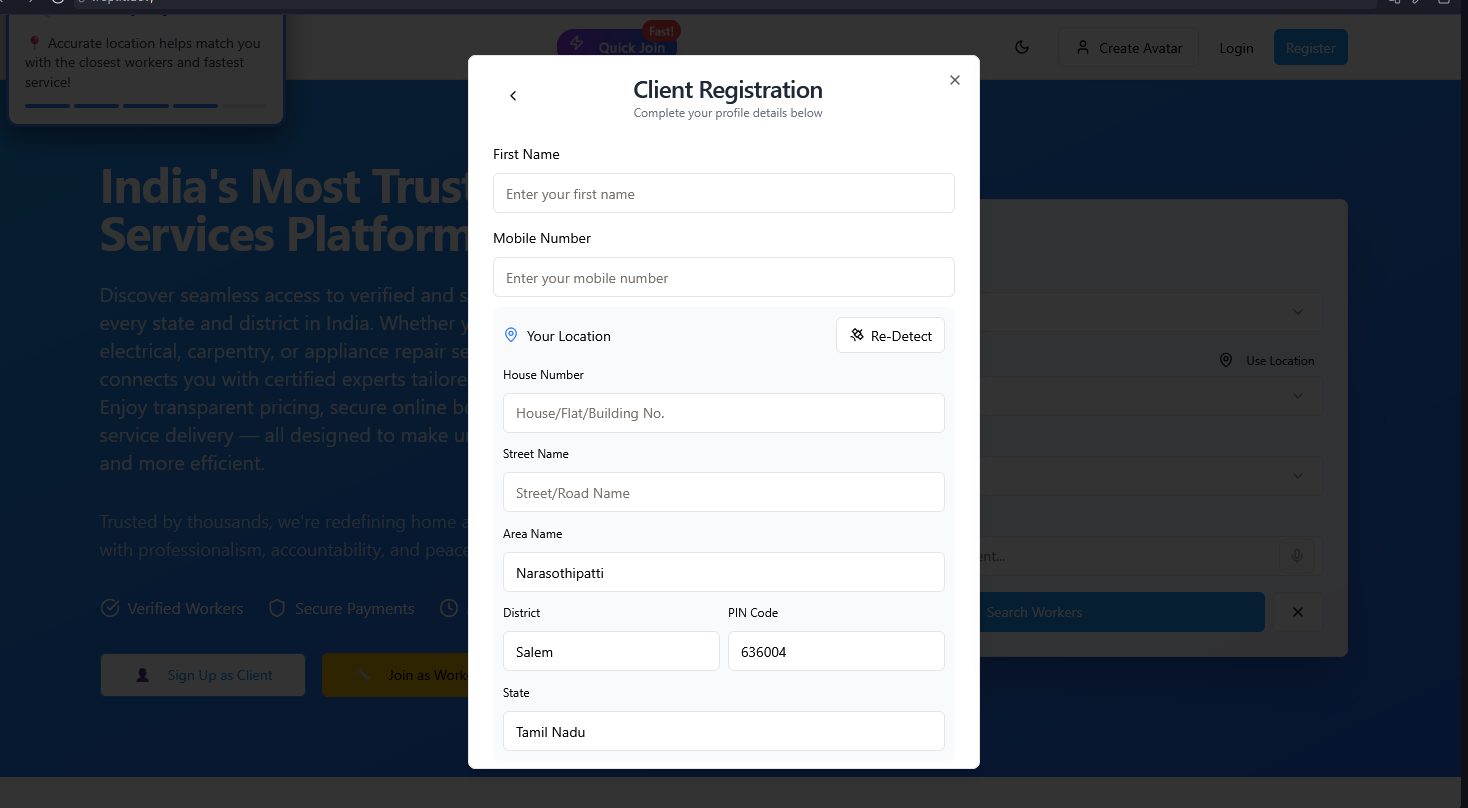 📍 Accurate location helps match you
with the closest workers and fastest
service!
Fast!
Quick Join
Create Avatar
Login
Register
Client Registration
Complete your profile details below
First Name
Enter your first name
Mobile Number
Enter your mobile number
Your Location
Re-Detect
House Number
House/Flat/Building No.
Street Name
Street/Road Name
Area Name
Narasothipatti
District
PIN Code
Salem
636004
State
Tamil Nadu
India's Most Trust
Services Platform
Discover seamless access to verified and s
every state and district in India. Whether y
electrical, carpentry, or appliance repair se
connects you with certified experts tailore
Enjoy transparent pricing, secure online bo
service delivery — all designed to make u
and more efficient.
Trusted by thousands, we're redefining home a
with professionalism, accountability, and peace
Verified Workers
Secure Payments
Sign Up as Client
Join as Work
Use Location
ent...
Search Workers